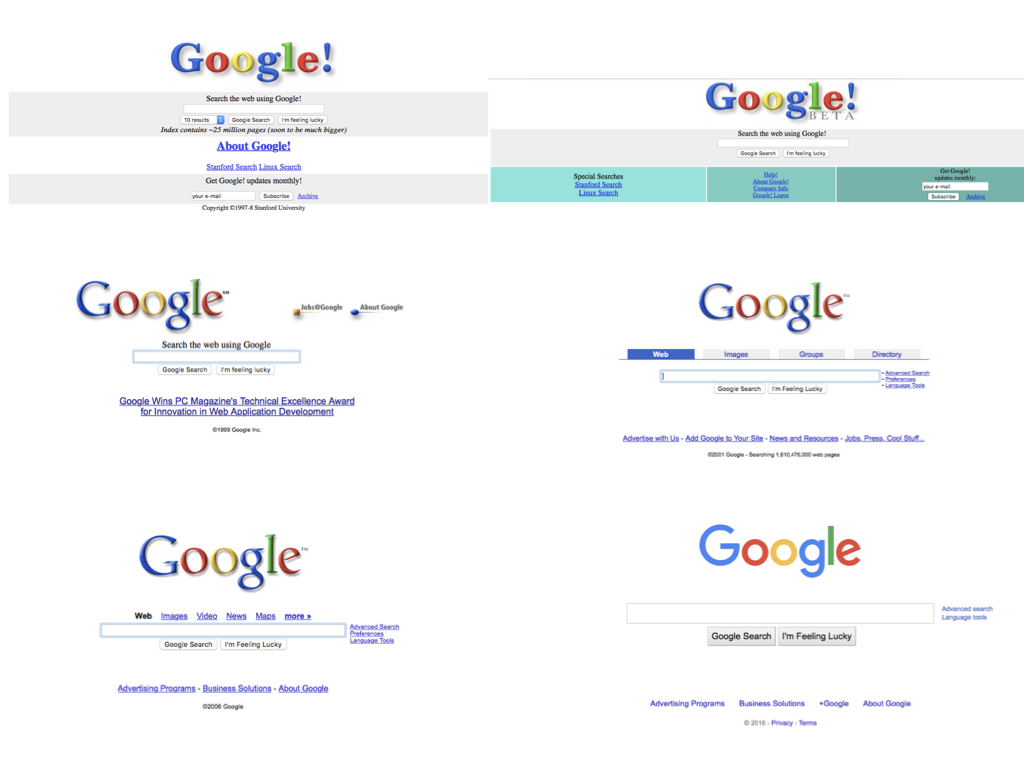 Google!
Search the web using Google!
10 results Google Search I'm feeling lucky
Index contains ~25 million pages (soon to be much bigger)
About Google!
Stanford Search Linux Search
Get Google! updates monthly!
your e-mail Subscribe Archive
Copyright ©1997-8 Stanford University
Google!
BETA
Search the web using Google!
Google Search I'm feeling lucky
Special Searches
Stanford Search
Linux Search
Help!
About Google!
Company Info
Google! Logos
Get Google!
updates monthly:
your e-mail
Subscribe Archive
Google℠
Jobs@Google About Google
Search the web using Google
Google Search I'm feeling lucky
Google Wins PC Magazine's Technical Excellence Award
for Innovation in Web Application Development
©1999 Google Inc.
Google™
Web Images Groups Directory
• Advanced Search
• Preferences
• Language Tools
Google Search I'm Feeling Lucky
Advertise with Us - Add Google to Your Site - News and Resources - Jobs, Press, Cool Stuff...
©2001 Google - Searching 1,610,476,000 web pages
Google™
Web Images Video News Maps more »
Advanced Search
Preferences
Language Tools
Google Search I'm Feeling Lucky
Advertising Programs - Business Solutions - About Google
©2006 Google
Google
Advanced search
Language tools
Google Search I'm Feeling Lucky
Advertising Programs Business Solutions +Google About Google
© 2016 - Privacy - Terms